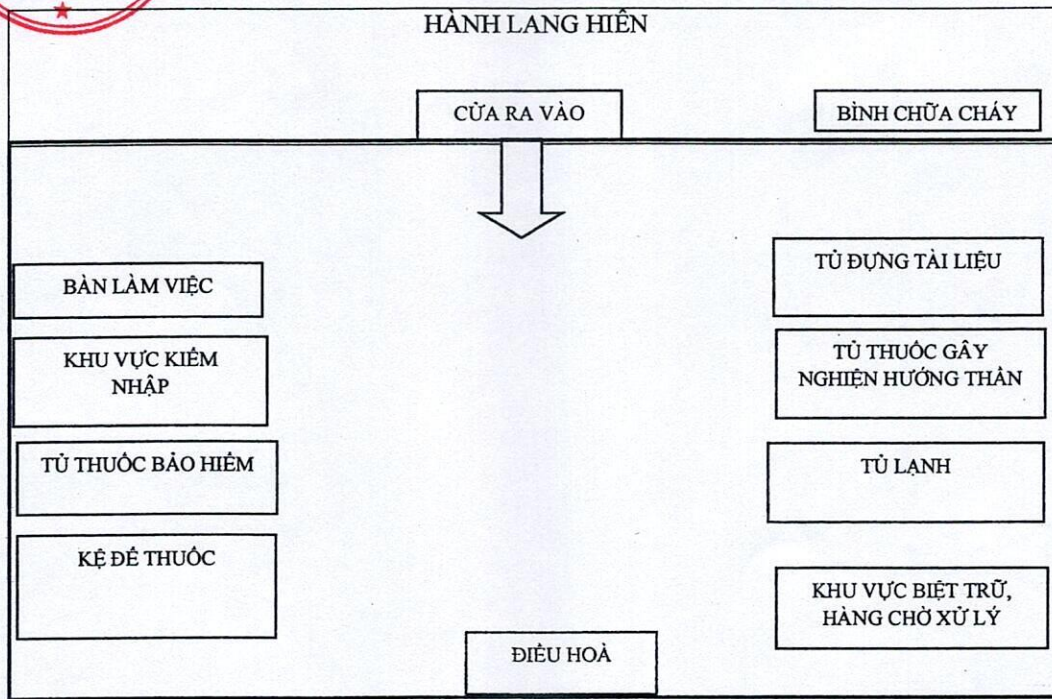 HÀNH LANG HIÊN
CỬA RA VÀO
BÌNH CHỮA CHÁY
BÀN LÀM VIỆC
KHU VỰC KIỂM
NHẬP
TỦ THUỐC BẢO HIỂM
KỆ ĐỂ THUỐC
TỦ ĐỰNG TÀI LIỆU
TỦ THUỐC GÂY
NGHIỆN HƯỚNG THẦN
TỦ LẠNH
KHU VỰC BIỆT TRỮ,
HÀNG CHỜ XỬ LÝ
ĐIỀU HOÀ